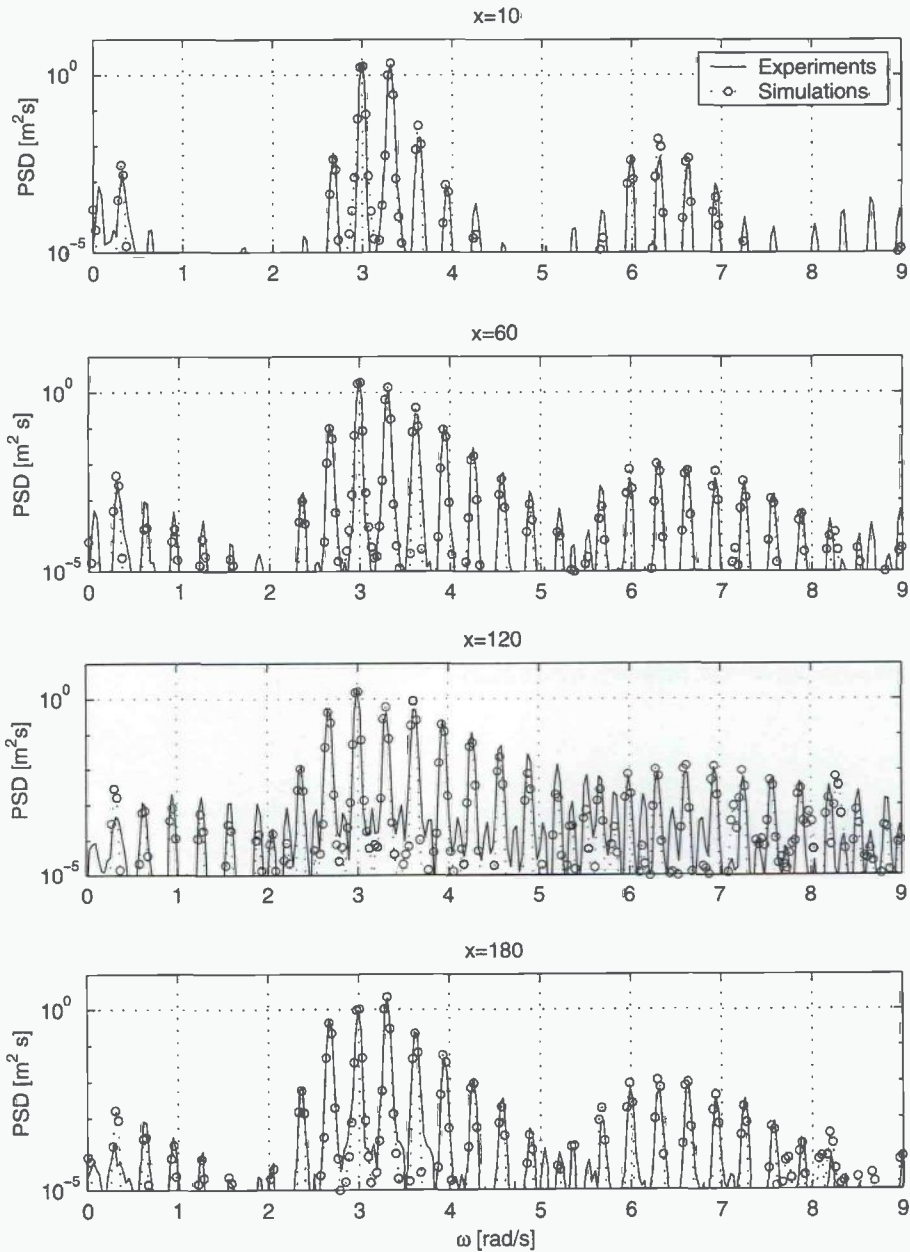 x=10
PSD [m²s]
10⁰
10⁻⁵
Experiments
Simulations
0 1 2 3 4 5 6 7 8 9
x=60
PSD [m² s]
10⁰
10⁻⁵
0 1 2 3 4 5 6 7 8 9
x=120
PSD [m²s]
10⁰
10⁻⁵
0 1 2 3 4 5 6 7 8 9
x=180
PSD [m² s]
10⁰
10⁻⁵
0 1 2 3 4 5 6 7 8 9
ω [rad/s]